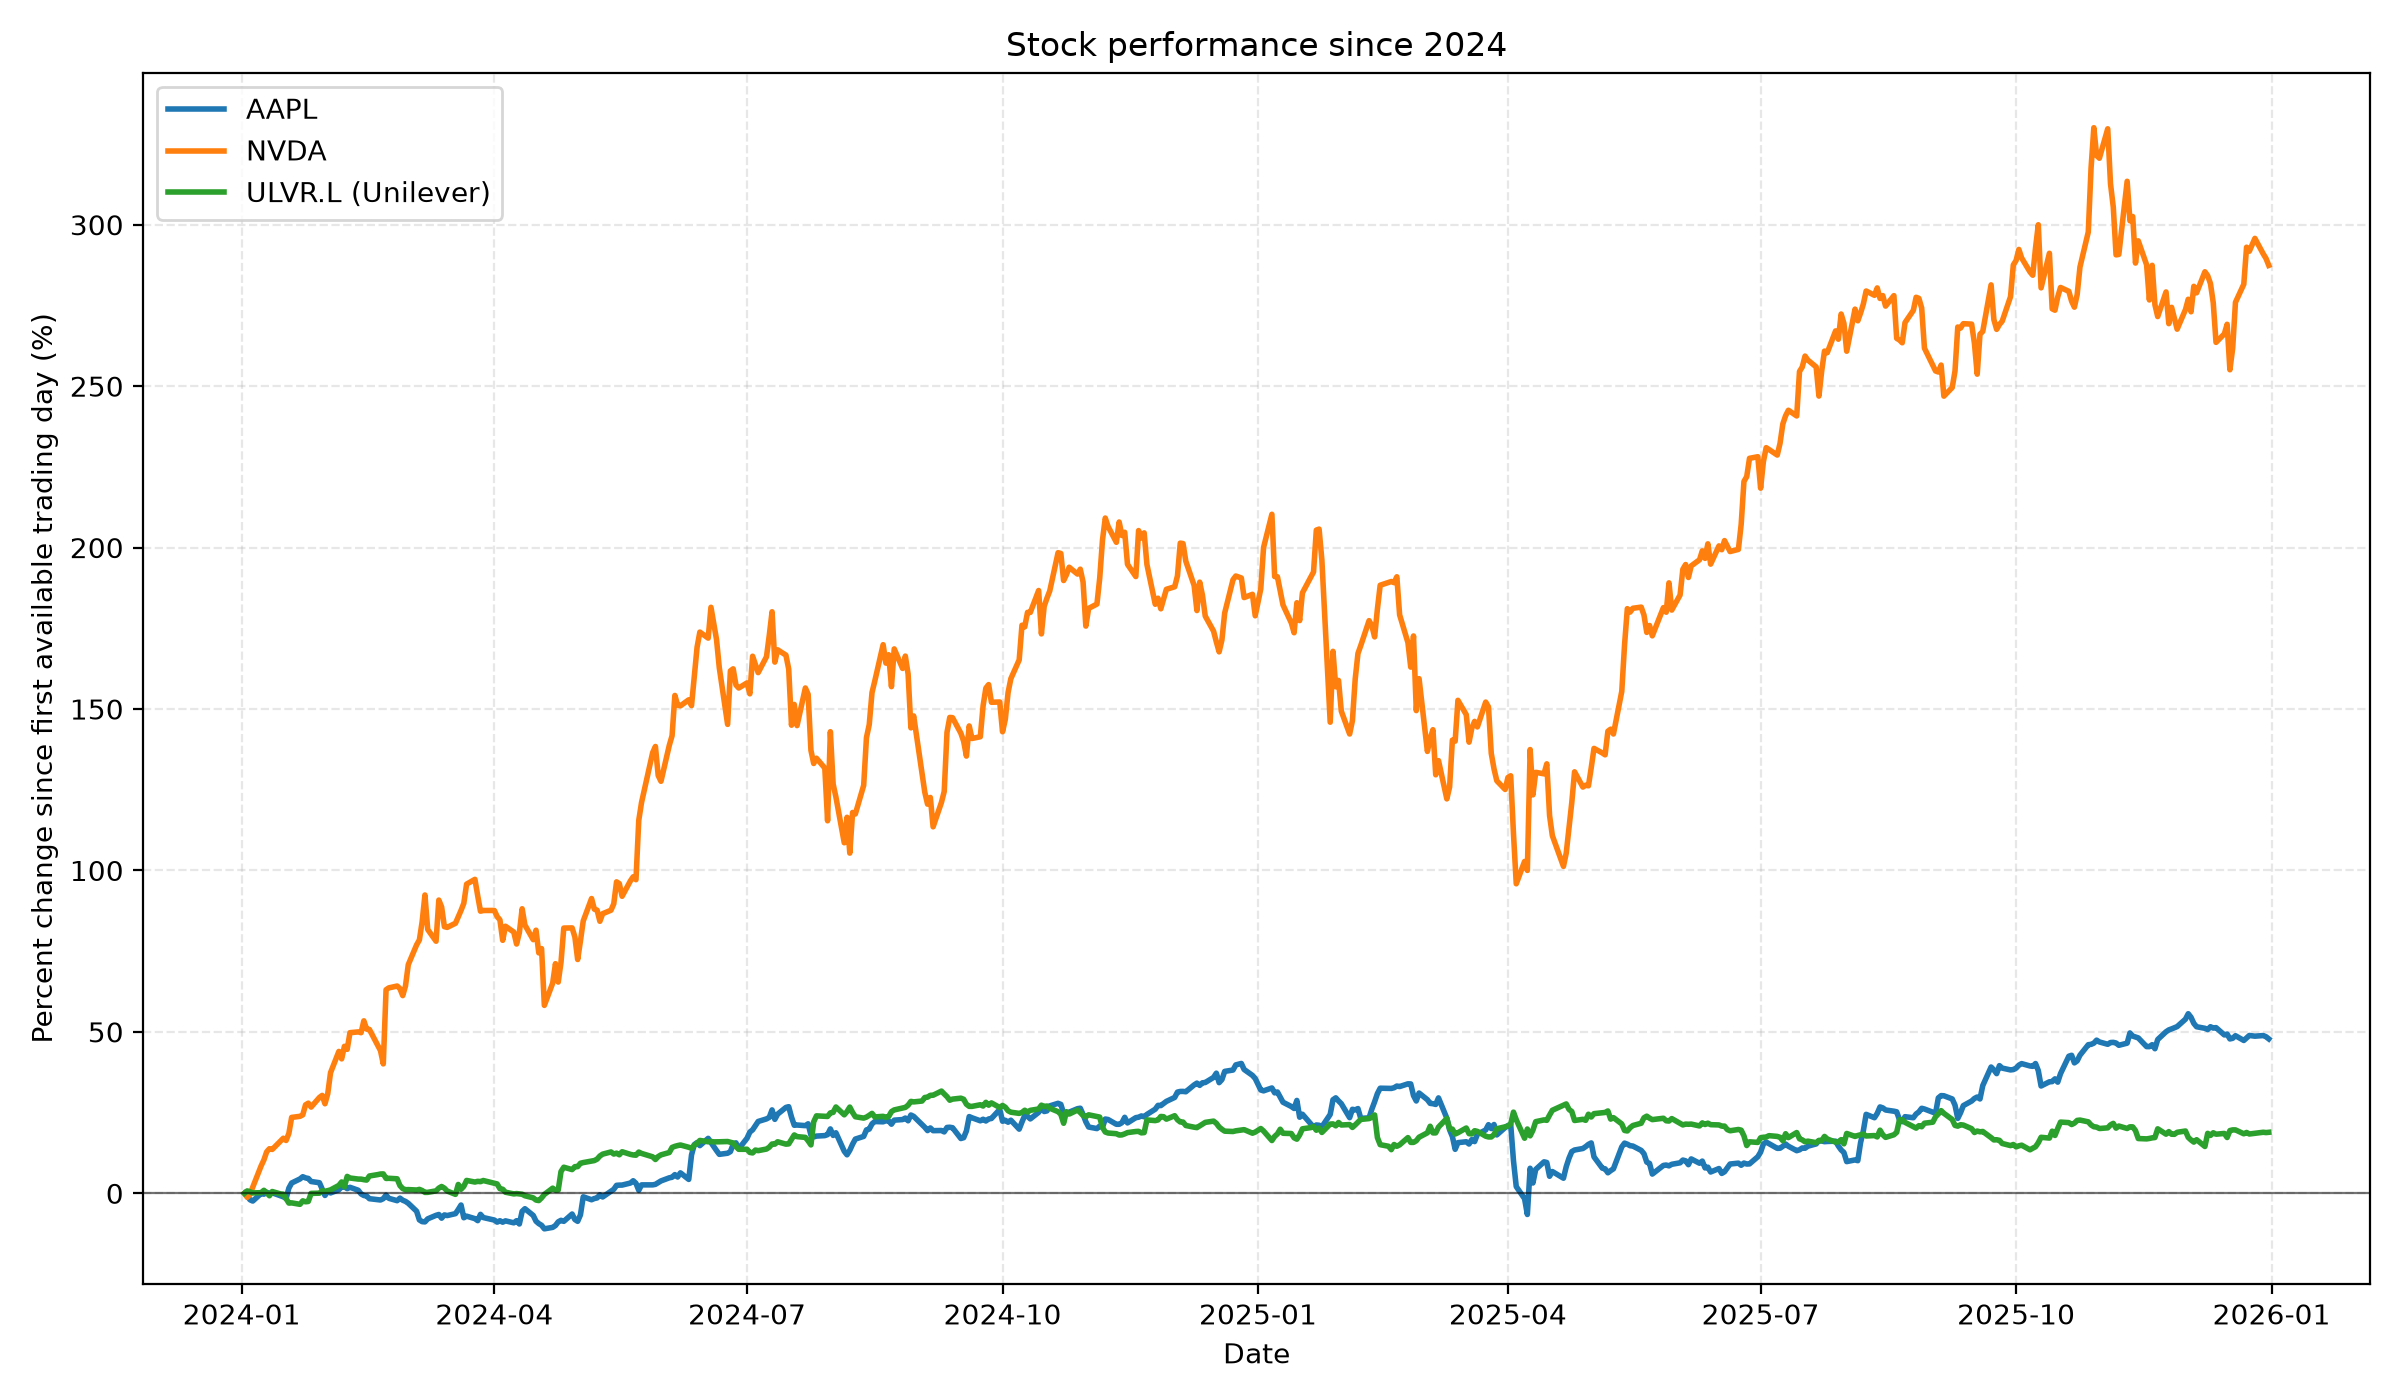 Stock performance since 2024
AAPL
NVDA
ULVR.L (Unilever)
Percent change since first available trading day (%)
300
250
200
150
100
50
0
2024-01
2024-04
2024-07
2024-10
2025-01
2025-04
2025-07
2025-10
2026-01
Date